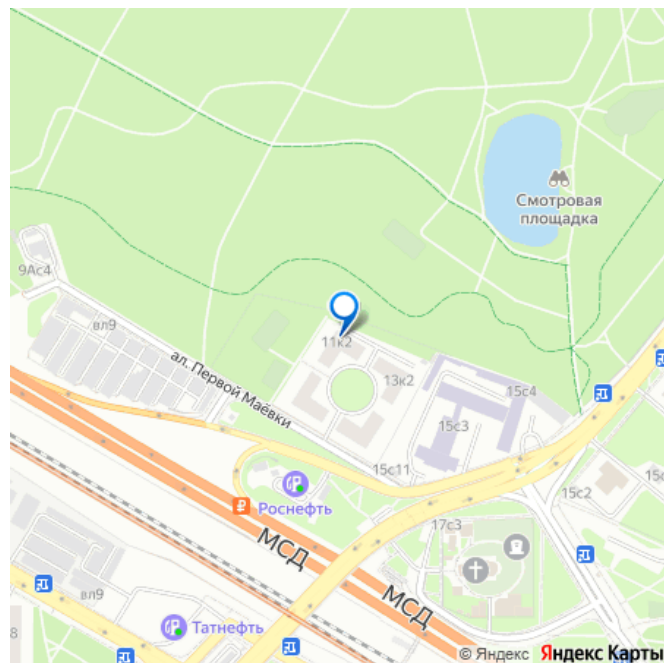 Смотровая
площадка
9Ас4
вл9
11к2
13к2
ал. Первой Маёвки
15с4
15с3
15с11
15с2
Роснефть
17с3
МСД
МСД
вл9
Татнефть
8
© Яндекс Яндекс Карты